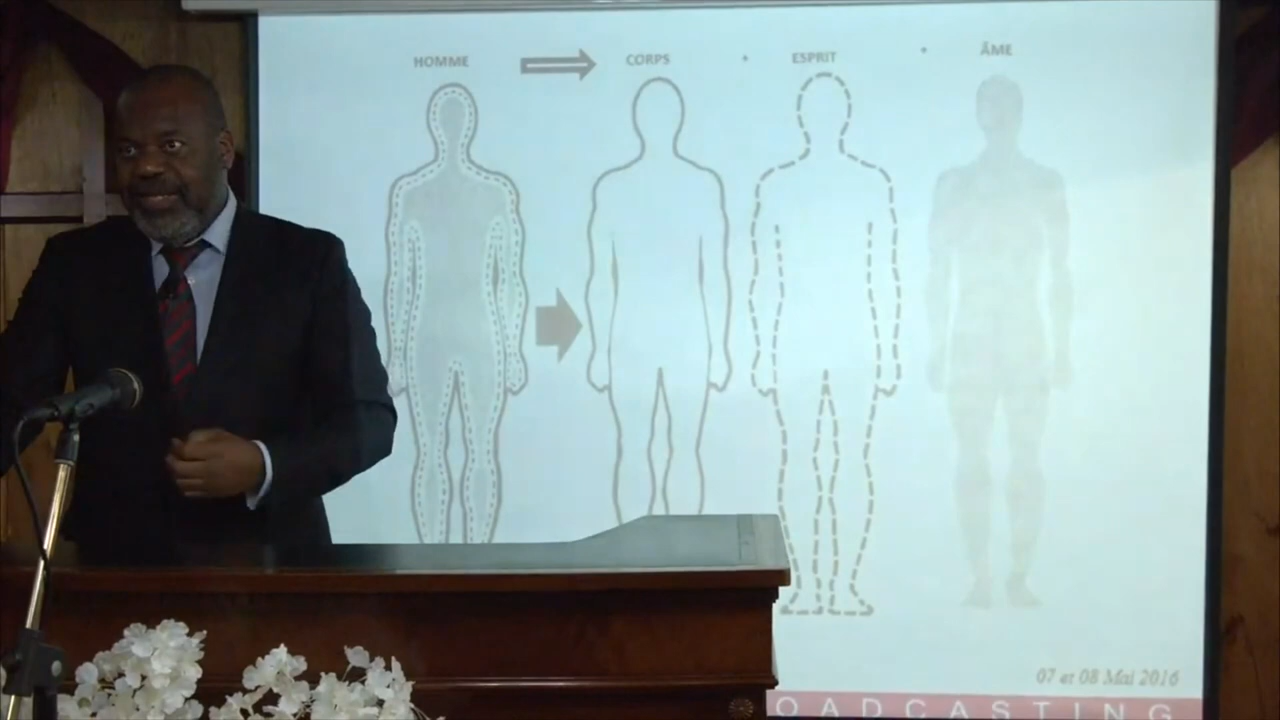 HOMME CORPS • ESPRIT • ÂME
07 et 08 Mai 2016
OADCASTING